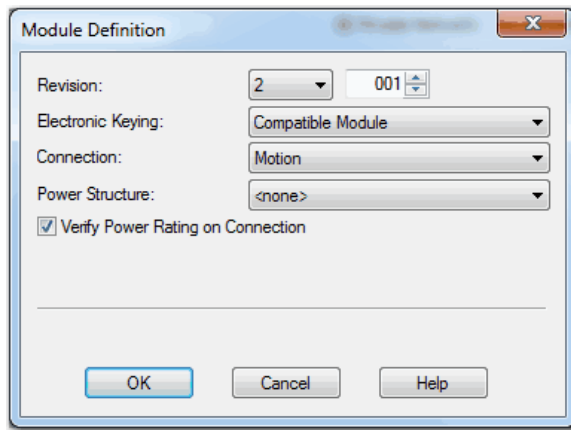 Module Definition
Revision: 2 001
Electronic Keying: Compatible Module
Connection: Motion
Power Structure: <none>
Verify Power Rating on Connection
OK Cancel Help